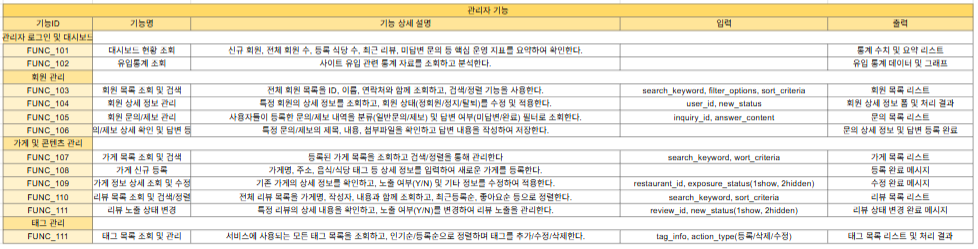 관리자 기능
기능ID 기능명 기능 상세 설명 입력 출력
관리자 로그인 및 대시보드
FUNC_101 대시보드 현황 조회 신규 회원, 전체 회원 수, 등록 식당 수, 최근 리뷰, 미답변 문의 등 핵심 운영 지표를 요약하여 확인한다. 통계 수치 및 요약 리스트
FUNC_102 유입통계 조회 사이트 유입 관련 통계 자료를 조회하고 분석한다. 유입 통계 데이터 및 그래프
회원 관리
FUNC_103 회원 목록 조회 및 검색 전체 회원 목록을 ID, 이름, 연락처와 함께 조회하고, 검색/정렬 기능을 사용한다. search_keyword, filter_options, sort_criteria 회원 목록 리스트
FUNC_104 회원 상세 정보 관리 특정 회원의 상세 정보를 조회하고, 회원 상태(정회원/정지/탈퇴)를 수정 및 적용한다. user_id, new_status 회원 상세 정보 폼 및 처리 결과
FUNC_105 회원 문의/제보 관리 사용자들이 등록한 문의/제보 내역을 분류(일반문의/제보) 및 답변 여부(미답변/완료) 필터로 조회한다. inquiry_id, answer_content 문의 목록 리스트
FUNC_106 의/제보 상세 확인 및 답변 등 특정 문의/제보의 제목, 내용, 첨부파일을 확인하고 답변 내용을 작성하여 저장한다. 문의 상세 정보 및 답변 등록 완료
가게 및 콘텐츠 관리
FUNC_107 가게 목록 조회 및 검색 등록된 가게 목록을 조회하고 검색/정렬을 통해 관리한다 search_keyword, wort_criteria 가게 목록 리스트
FUNC_108 가게 신규 등록 가게명, 주소, 음식/식당 태그 등 상세 정보를 입력하여 새로운 가게를 등록한다. 등록 완료 메시지
FUNC_109 가게 정보 상세 조회 및 수정 기존 가게의 상세 정보를 확인하고, 노출 여부(Y/N) 및 기타 정보를 수정하여 적용한다. restaurant_id, exposure_status(1show, 2hidden) 수정 완료 메시지
FUNC_110 리뷰 목록 조회 및 검색/정렬 전체 리뷰 목록을 가게명, 작성자, 내용과 함께 조회하고, 최근등록순, 좋아요순 등으로 정렬한다. search_keyword, sort_criteria 리뷰 목록 리스트
FUNC_111 리뷰 노출 상태 변경 특정 리뷰의 상세 내용을 확인하고, 노출 여부(Y/N)를 변경하여 리뷰 노출을 관리한다. review_id, new_status(1show, 2hidden) 리뷰 상태 변경 완료 메시지
태그 관리
FUNC_111 태그 목록 조회 및 관리 서비스에 사용되는 모든 태그 목록을 조회하고, 인기순/등록순으로 정렬하며 태그를 추가/수정/삭제한다. tag_info, action_type(등록/삭제/수정) 태그 목록 리스트 및 처리 결과